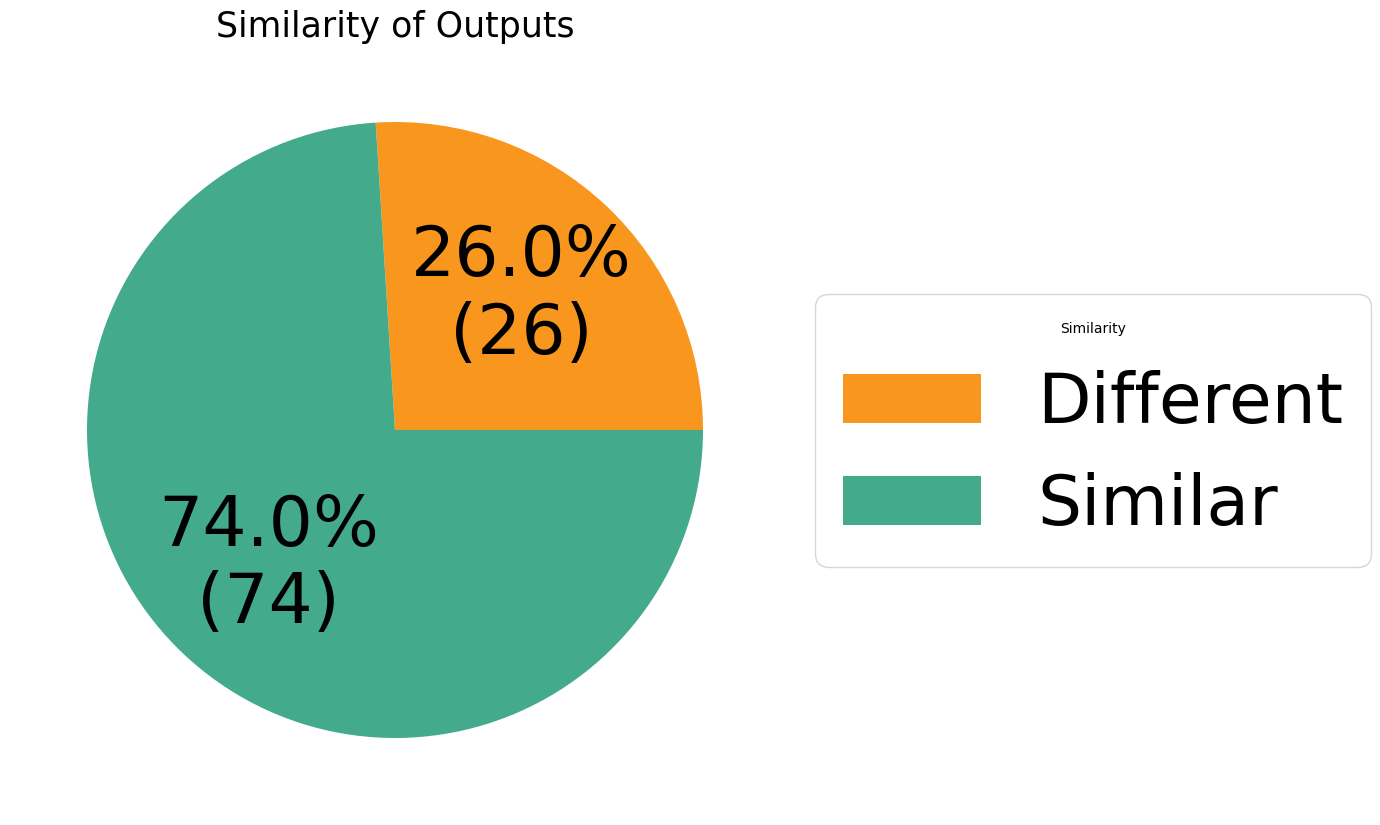 Similarity of Outputs
26.0%
(26)
74.0%
(74)
Similarity
Different
Similar